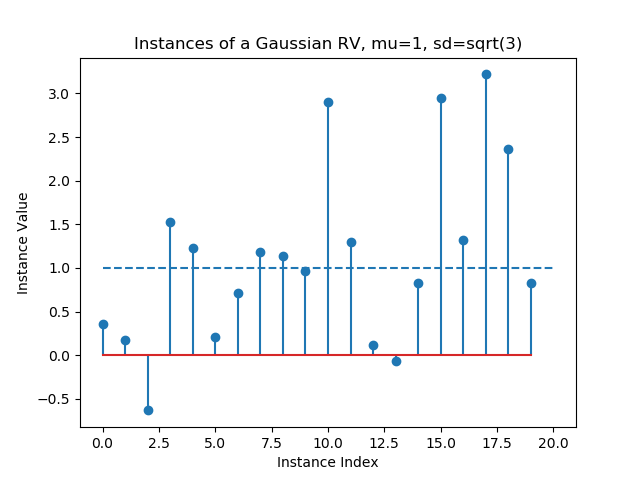 Instances of a Gaussian RV, mu=1, sd=sqrt(3)
Instance Value
3.0
2.5
2.0
1.5
1.0
0.5
0.0
−0.5
0.0 2.5 5.0 7.5 10.0 12.5 15.0 17.5 20.0
Instance Index